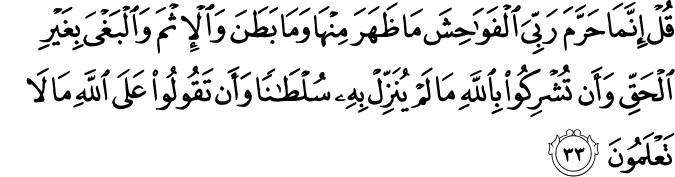 قُلْ إِنَّمَا حَرَّمَ رَبِّيَ ٱلْفَوَٰحِشَ مَا ظَهَرَ مِنْهَا وَمَا بَطَنَ وَٱلْإِثْمَ وَٱلْبَغْىَ بِغَيْرِ
ٱلْحَقِّ وَأَن تُشْرِكُوا۟ بِٱللَّهِ مَا لَمْ يُنَزِّلْ بِهِۦ سُلْطَٰنًا وَأَن تَقُولُوا۟ عَلَى ٱللَّهِ مَا لَا
تَعْلَمُونَ ٣٣